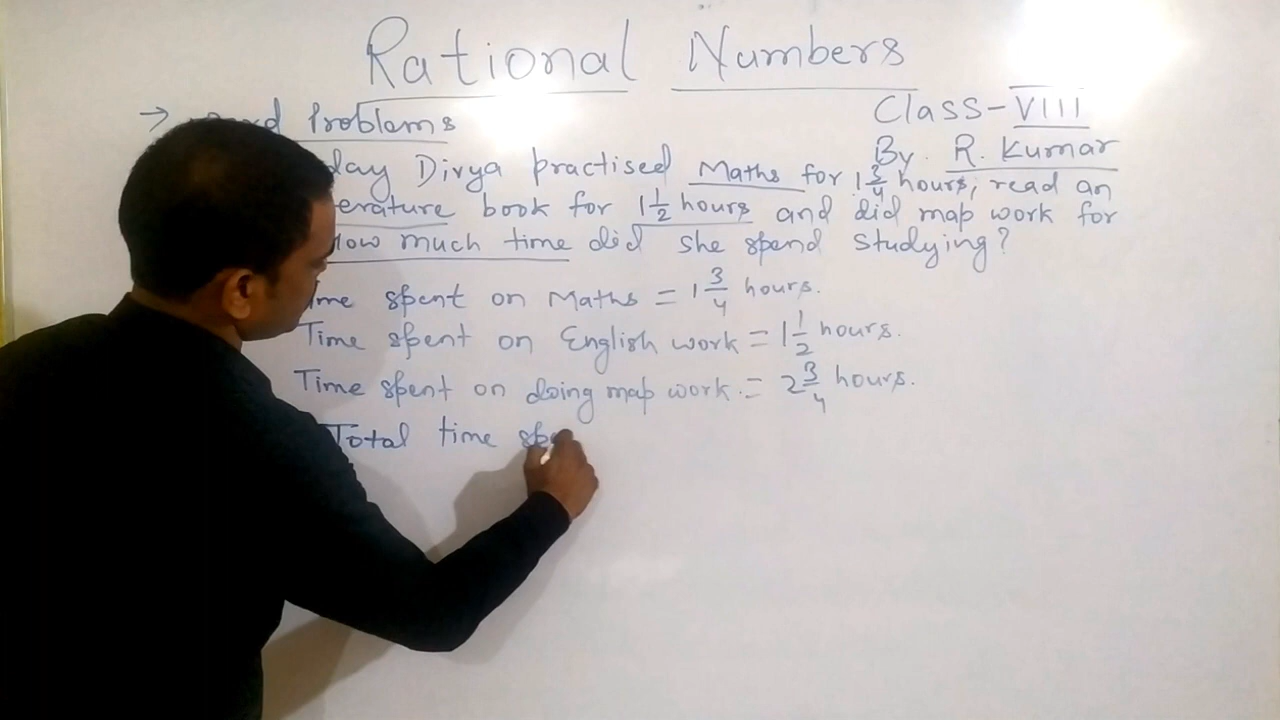 Rational Numbers
→ Problems
Class-VIII
By. R. Kumar
Divya practised Maths for 1 3/4 hours, read an
book for 1 1/2 hours and did map work for
much time did she spend studying?
spent on Maths = 1 3/4 hours.
Time spent on English work = 1 1/2 hours.
Time spent on doing map work. = 2 3/4 hours.
Total time